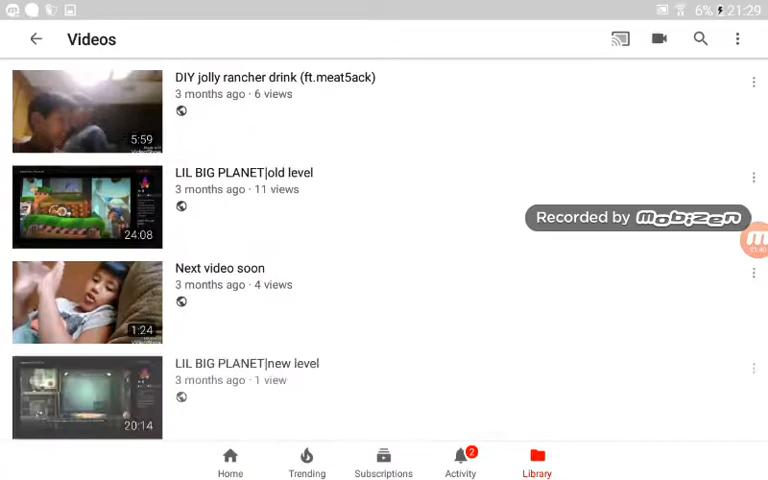 6% 21:29
Videos
DIY jolly rancher drink (ft.meat5ack)
3 months ago · 6 views
5:59
LIL BIG PLANET|old level
3 months ago · 11 views
24:08
Recorded by mobizen
Next video soon
3 months ago · 4 views
1:24
LIL BIG PLANET|new level
3 months ago · 1 view
20:14
2
Home Trending Subscriptions Activity Library